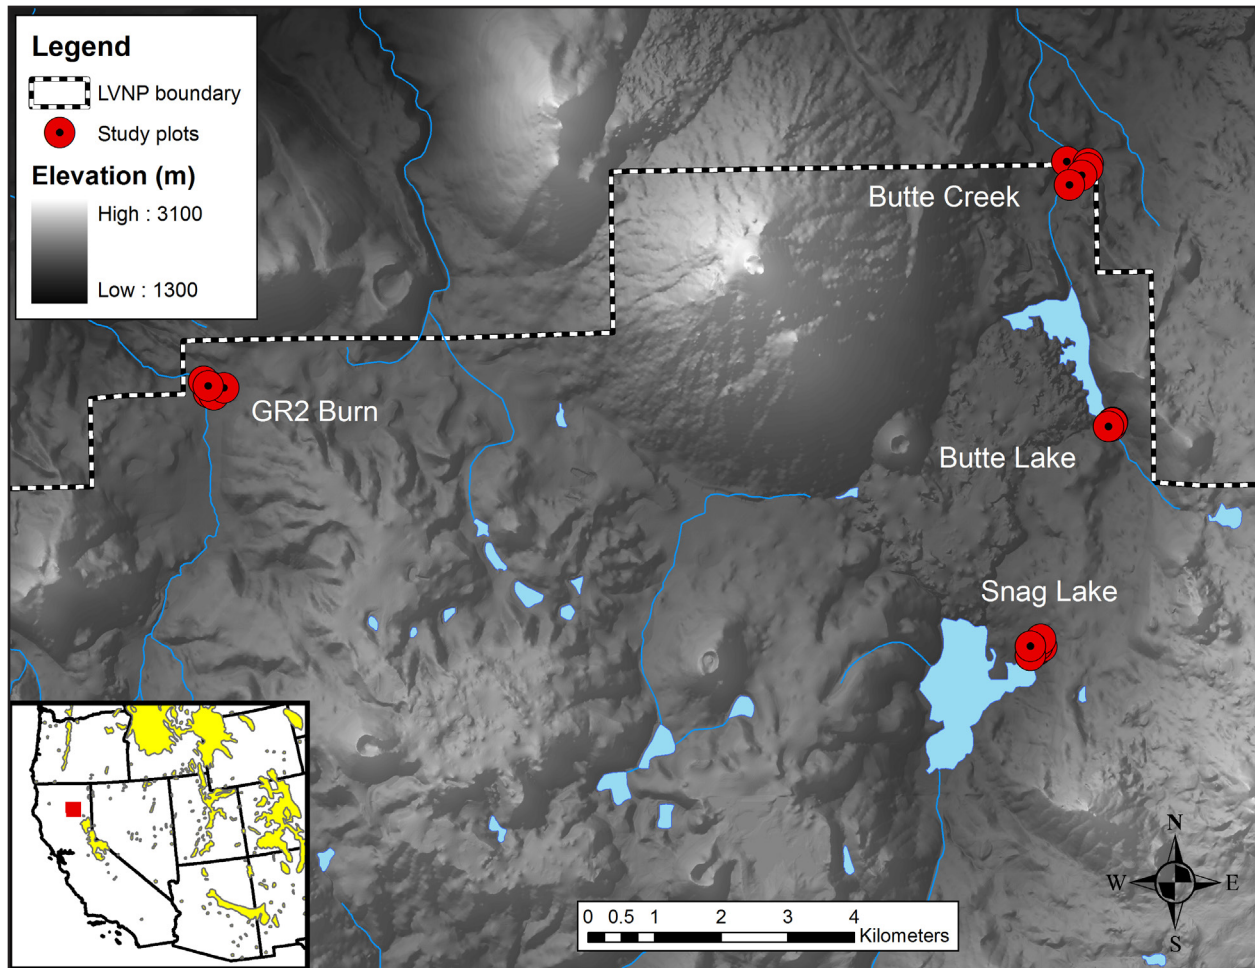 Legend
LVNP boundary
Study plots
Elevation (m)
High : 3100
Low : 1300
Butte Creek
GR2 Burn
Butte Lake
Snag Lake
N
W E
S
0 0.5 1 2 3 4
Kilometers